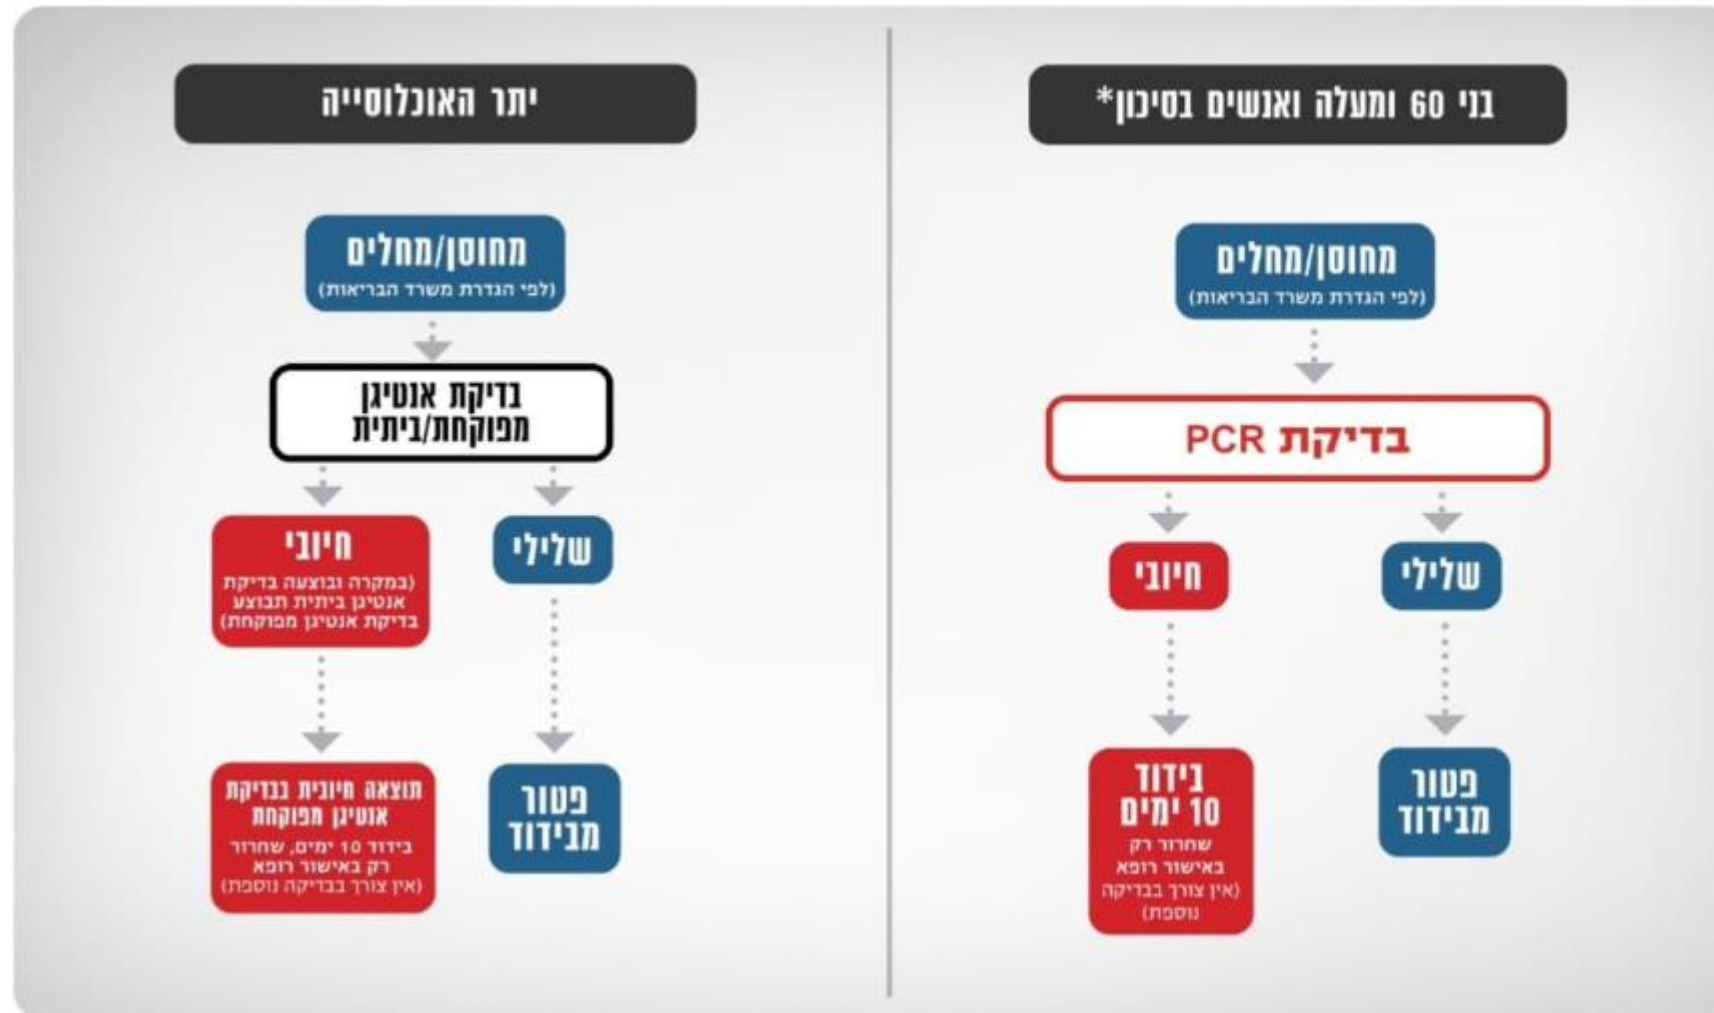 בני 60 ומעלה ואנשים בסיכון*
מחוסן/מחלים
(לפי הגדרת משרד הבריאות)
בדיקת PCR
שלילי
חיובי
פטור
מבידוד
בידוד
10 ימים
שחרור רק
באישור רופא
(אין צורך בבדיקה
נוספת)
יתר האוכלוסייה
מחוסן/מחלים
(לפי הגדרת משרד הבריאות)
בדיקת אנטיגן
מפוקחת/ביתית
שלילי
חיובי
(במקרה ובוצעה בדיקת
אנטיגן ביתית תבוצע
בדיקת אנטיגן מפוקחת)
פטור
מבידוד
תוצאה חיובית בבדיקת
אנטיגן מפוקחת
בידוד 10 ימים, שחרור
רק באישור רופא
(אין צורך בבדיקה נוספת)